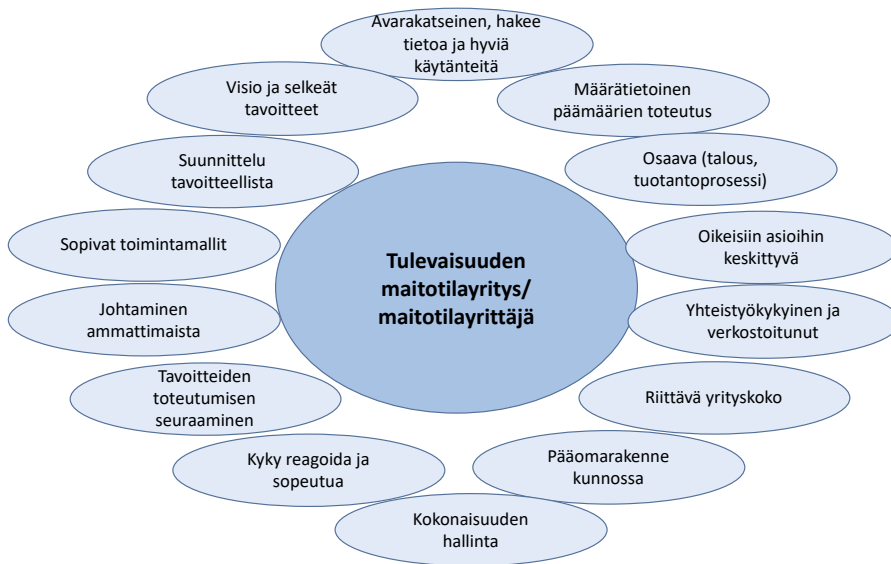 Avarakatseinen, hakee
tietoa ja hyviä
käytänteitä
Visio ja selkeät
tavoitteet
Määrätietoinen
päämäärien toteutus
Suunnittelu
tavoitteellista
Osaava (talous,
tuotantoprosessi)
Sopivat toimintamallit
Oikeisiin asioihin
keskittyvä
Tulevaisuuden
maitotilayritys/
maitotilayrittäjä
Johtaminen
ammattimaista
Yhteistyökykyinen ja
verkostoitunut
Tavoitteiden
toteutumisen
seuraaminen
Riittävä yrityskoko
Kyky reagoida ja
sopeutua
Pääomarakenne
kunnossa
Kokonaisuuden
hallinta